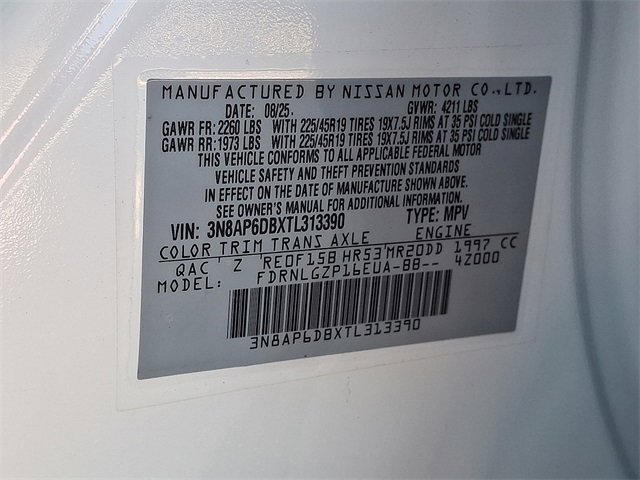 MANUFACTURED BY NISSAN MOTOR CO., LTD.
DATE: 08/25. GVWR: 4211 LBS
GAWR FR: 2260 LBS WITH 225/45R19 TIRES 19X7.5J RIMS AT 35 PSI COLD SINGLE
GAWR RR: 1973 LBS WITH 225/45R19 TIRES 19X7.5J RIMS AT 35 PSI COLD SINGLE
THIS VEHICLE CONFORMS TO ALL APPLICABLE FEDERAL MOTOR
VEHICLE SAFETY AND THEFT PREVENTION STANDARDS
IN EFFECT ON THE DATE OF MANUFACTURE SHOWN ABOVE.
SEE OWNER'S MANUAL FOR ADDITIONAL INFORMATION.
VIN: 3N8AP6DBXTL313390 TYPE: MPV
COLOR TRIM TRANS AXLE ENGINE
QAC Z RE0F15B HR53 MR20DD 1997 CC
MODEL: FDRNLGZP16EUA-BB-- 4Z000
3N8AP6DBXTL313390